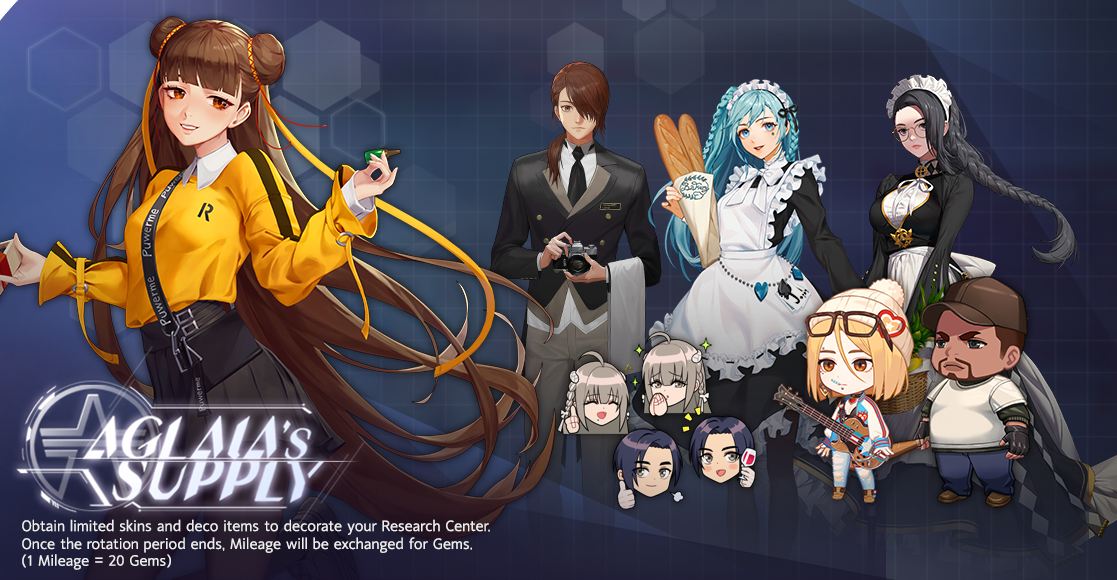 Puwerme
Puwerme
Puwerme
R
AGLAIA's
SUPPLY
Obtain limited skins and deco items to decorate your Research Center.
Once the rotation period ends, Mileage will be exchanged for Gems.
(1 Mileage = 20 Gems)